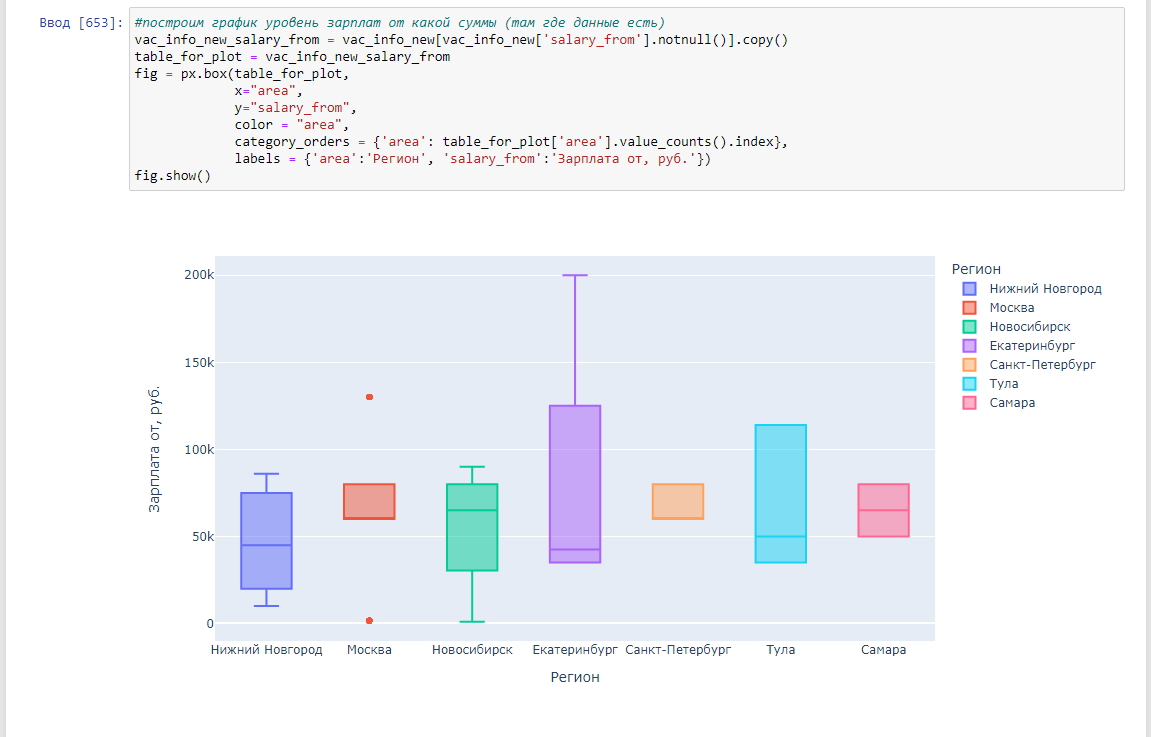 Ввод [653]: #построим график уровень зарплат от какой суммы (там где данные есть)
vac_info_new_salary_from = vac_info_new[vac_info_new['salary_from'].notnull()].copy()
table_for_plot = vac_info_new_salary_from
fig = px.box(table_for_plot,
x="area",
y="salary_from",
color = "area",
category_orders = {'area': table_for_plot['area'].value_counts().index},
labels = {'area':'Регион', 'salary_from':'Зарплата от, руб.'})
fig.show()
200k
150k
100k
50k
0
Зарплата от, руб.
Нижний Новгород Москва Новосибирск Екатеринбург Санкт-Петербург Тула Самара
Регион
Регион
Нижний Новгород
Москва
Новосибирск
Екатеринбург
Санкт-Петербург
Тула
Самара